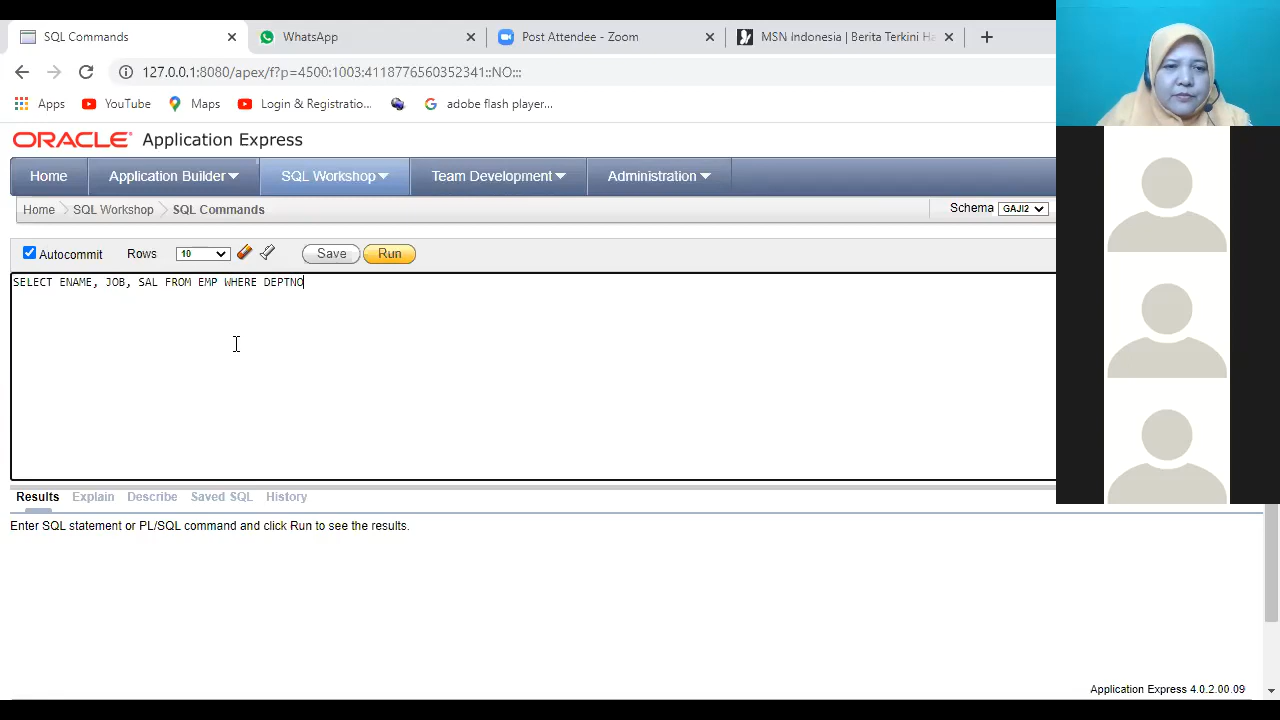 SQL Commands
WhatsApp
Post Attendee - Zoom
MSN Indonesia | Berita Terkini Ha
127.0.0.1:8080/apex/f?p=4500:1003:4118776560352341::NO:::
Apps YouTube Maps Login & Registratio... adobe flash player...
ORACLE Application Express
Home Application Builder SQL Workshop Team Development Administration
Home SQL Workshop SQL Commands Schema GAJI2
Autocommit Rows 10 Save Run
SELECT ENAME, JOB, SAL FROM EMP WHERE DEPTNO
Results Explain Describe Saved SQL History
Enter SQL statement or PL/SQL command and click Run to see the results.
Application Express 4.0.2.00.09